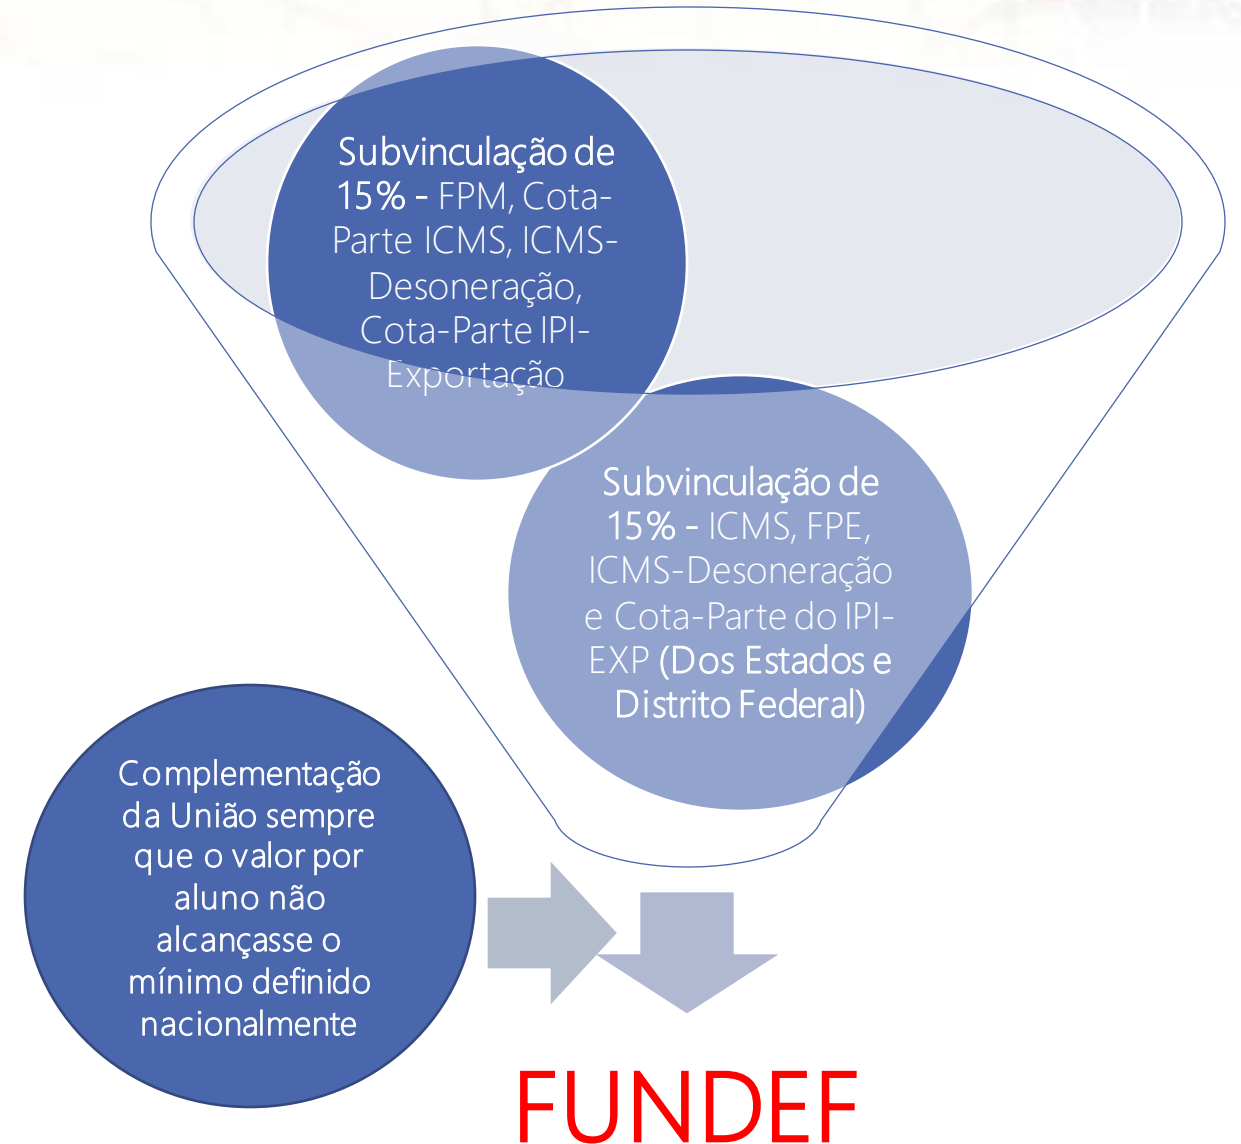 Subvinculação de
15% - FPM, Cota-
Parte ICMS, ICMS-
Desoneração,
Cota-Parte IPI-
Exportação
Subvinculação de
15% - ICMS, FPE,
ICMS-Desoneração
e Cota-Parte do IPI-
EXP (Dos Estados e
Distrito Federal)
Complementação
da União sempre
que o valor por
aluno não
alcançasse o
mínimo definido
nacionalmente
FUNDEF